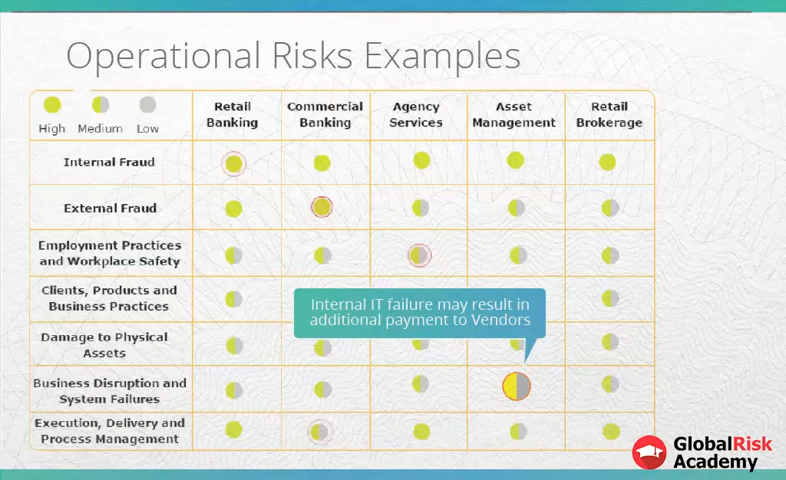 Operational Risks Examples
High Medium Low
Retail
Banking
Commercial
Banking
Agency
Services
Asset
Management
Retail
Brokerage
Internal Fraud
External Fraud
Employment Practices
and Workplace Safety
Clients, Products and
Business Practices
Internal IT failure may result in
additional payment to Vendors
Damage to Physical
Assets
Business Disruption and
System Failures
Execution, Delivery and
Process Management
GlobalRisk
Academy